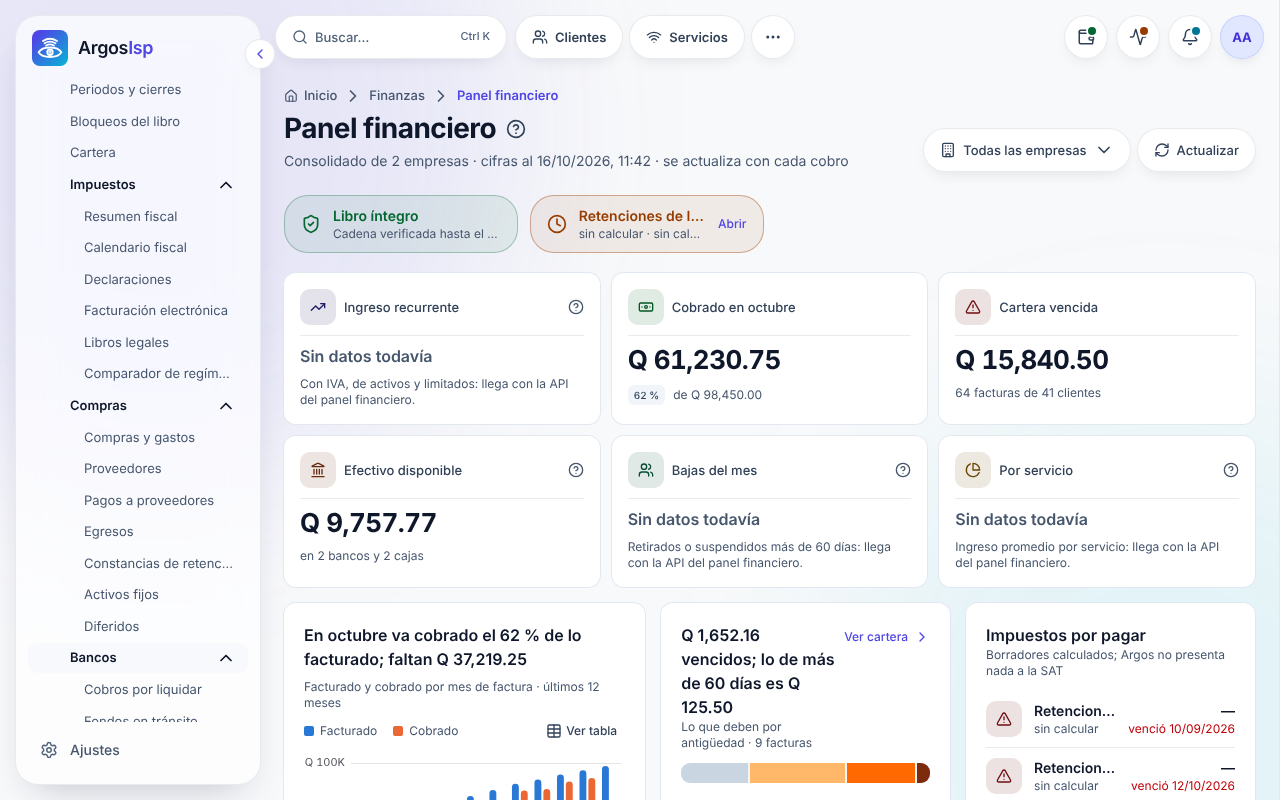 ArgosIsp
Periodos y cierres
Bloqueos del libro
Cartera
Impuestos
Resumen fiscal
Calendario fiscal
Declaraciones
Facturación electrónica
Libros legales
Comparador de regím...
Compras
Compras y gastos
Proveedores
Pagos a proveedores
Egresos
Constancias de retenc...
Activos fijos
Diferidos
Bancos
Cobros por liquidar
Fondos en tránsito
Ajustes
Buscar... Ctrl K
Clientes
Servicios
AA
Inicio > Finanzas > Panel financiero
Panel financiero
Consolidado de 2 empresas · cifras al 16/10/2026, 11:42 · se actualiza con cada cobro
Todas las empresas
Actualizar
Libro íntegro
Cadena verificada hasta el ...
Retenciones de l...
sin calcular · sin cal...
Abrir
Ingreso recurrente
Sin datos todavía
Con IVA, de activos y limitados: llega con la API
del panel financiero.
Cobrado en octubre
Q 61,230.75
62 % de Q 98,450.00
Cartera vencida
Q 15,840.50
64 facturas de 41 clientes
Efectivo disponible
Q 9,757.77
en 2 bancos y 2 cajas
Bajas del mes
Sin datos todavía
Retirados o suspendidos más de 60 días: llega
con la API del panel financiero.
Por servicio
Sin datos todavía
Ingreso promedio por servicio: llega con la API
del panel financiero.
En octubre va cobrado el 62 % de lo
facturado; faltan Q 37,219.25
Facturado y cobrado por mes de factura · últimos 12
meses
Facturado
Cobrado
Ver tabla
Q 100K
Q 1,652.16
vencidos; lo de más
de 60 días es Q
125.50
Ver cartera
Lo que deben por
antigüedad · 9 facturas
Impuestos por pagar
Borradores calculados; Argos no presenta
nada a la SAT
Retencion... —
sin calcular venció 10/09/2026
Retencion... —
sin calcular venció 12/10/2026